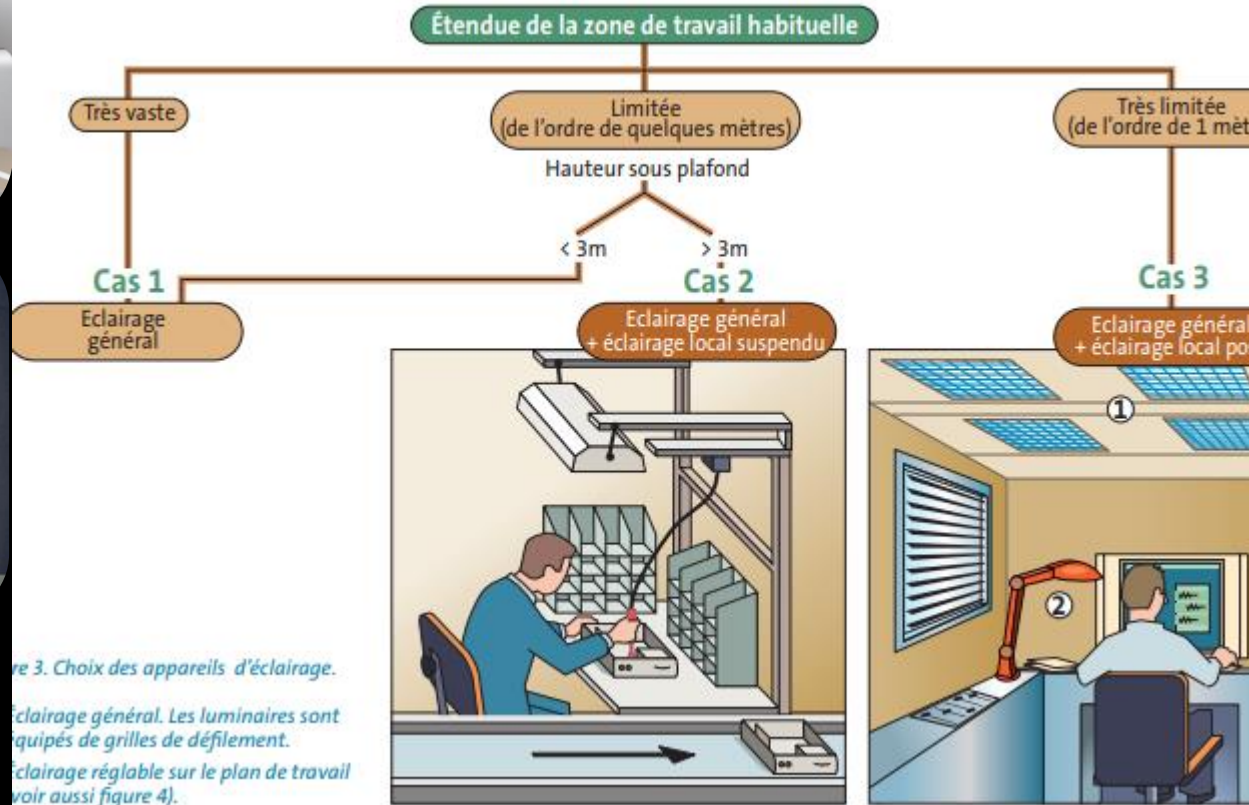 Étendue de la zone de travail habituelle
Très vaste
Limitée
(de l'ordre de quelques mètres)
Très limitée
(de l'ordre de 1 mèt
Hauteur sous plafond
< 3m
> 3m
Cas 1
Cas 2
Cas 3
Eclairage
général
Eclairage général
+ éclairage local suspendu
Eclairage général
+ éclairage local po
1
2
re 3. Choix des appareils d'éclairage.
Éclairage général. Les luminaires sont
équipés de grilles de défilement.
Éclairage réglable sur le plan de travail
voir aussi figure 4).